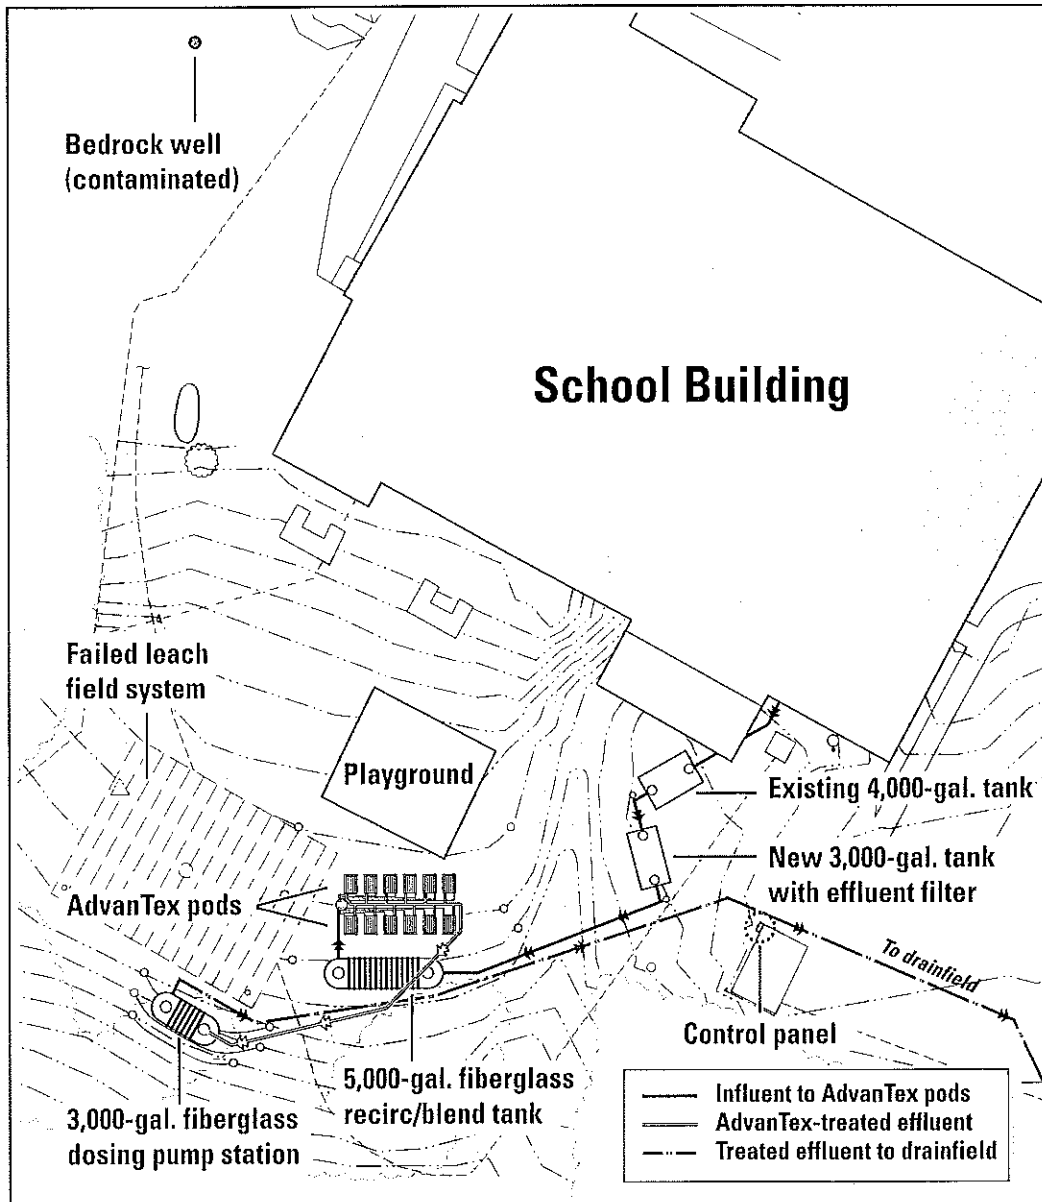 Bedrock well
(contaminated)
School Building
Failed leach
field system
Playground
Existing 4,000-gal. tank
New 3,000-gal. tank
with effluent filter
AdvanTex pods
To drainfield
Control panel
5,000-gal. fiberglass
recirc/blend tank
3,000-gal. fiberglass
dosing pump station
Influent to AdvanTex pods
AdvanTex-treated effluent
Treated effluent to drainfield